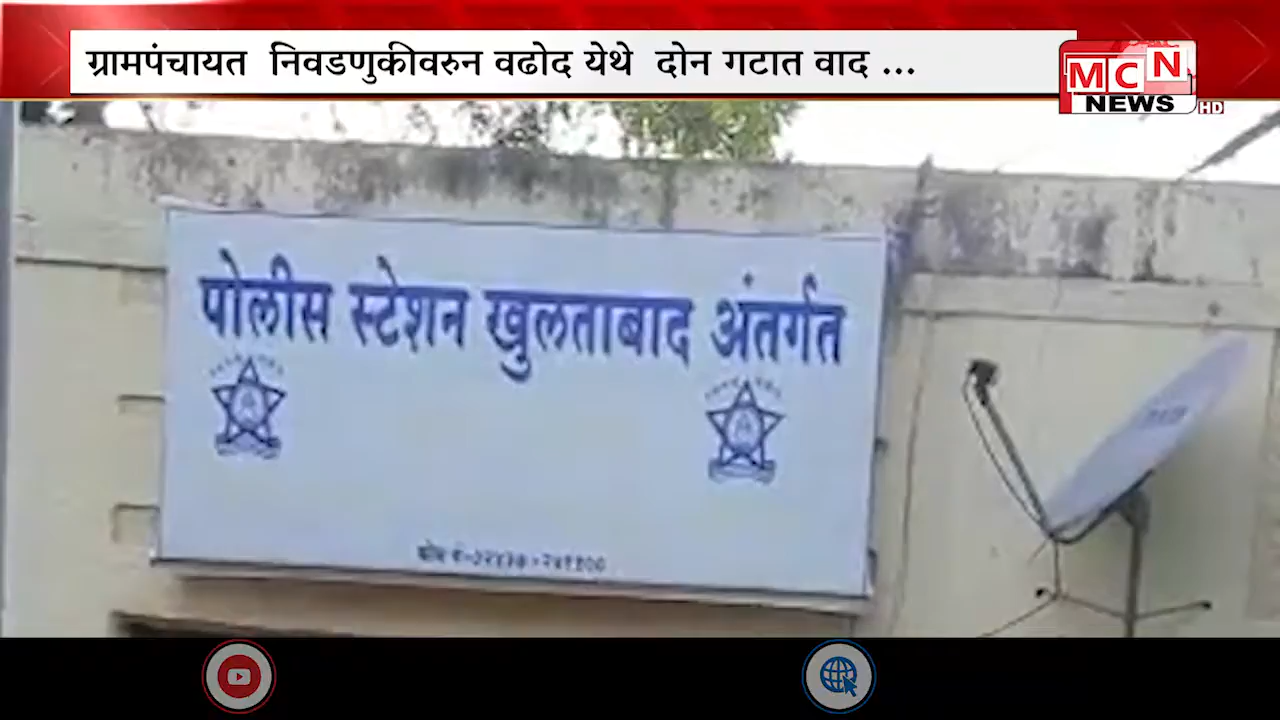 ग्रामपंचायत निवडणुकीवरुन वढोद येथे दोन गटात वाद ...
MCN
NEWS
HD
पोलीस स्टेशन खुलताबाद अंतर्गत
फोन नं